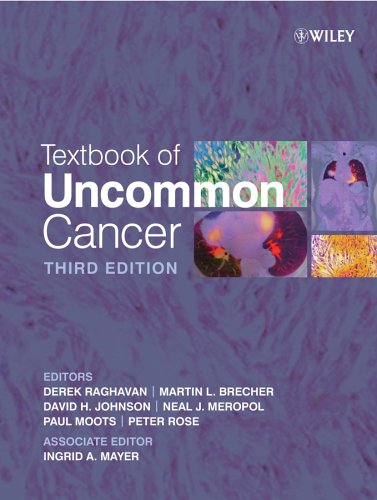 WILEY
Textbook of
Uncommon
Cancer
THIRD EDITION
EDITORS
DEREK RAGHAVAN | MARTIN L. BRECHER
DAVID H. JOHNSON | NEAL J. MEROPOL
PAUL MOOTS | PETER ROSE
ASSOCIATE EDITOR
INGRID A. MAYER